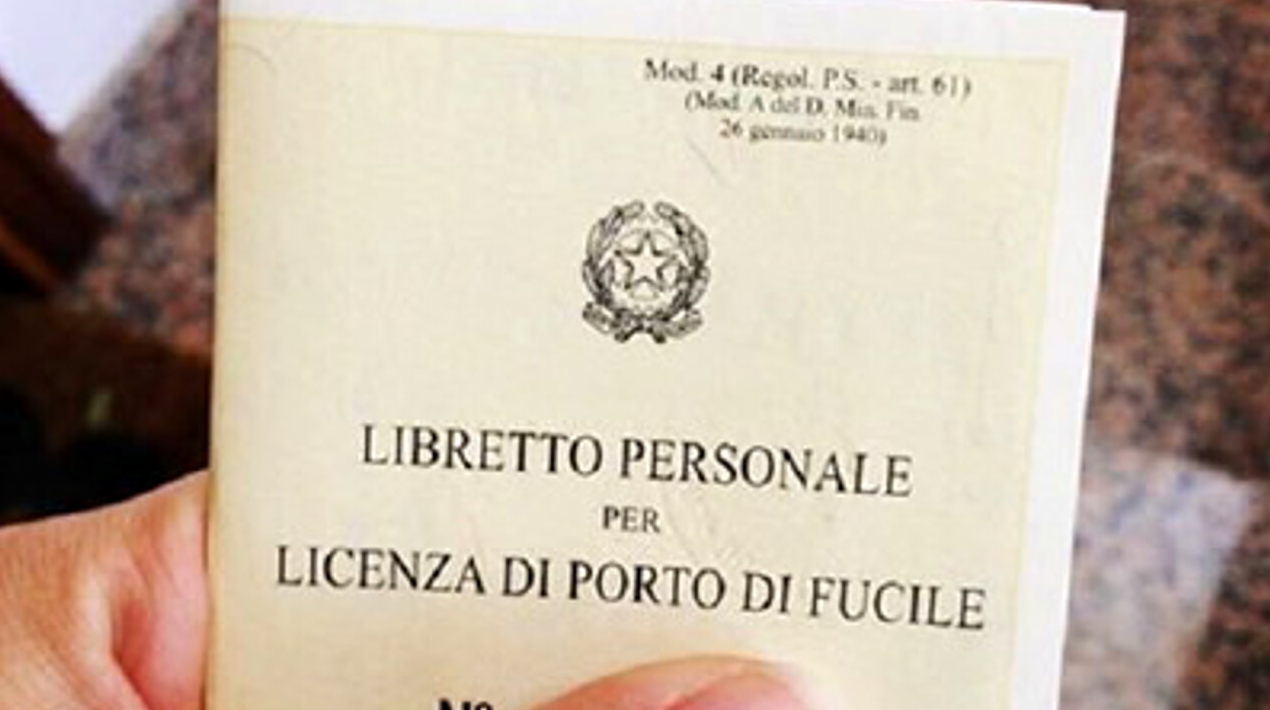 Mod. 4 (Regol. P.S. - art. 61)
(Mod. A del D. Min. Fin.
26 gennaio 1940)
LIBRETTO PERSONALE
PER
LICENZA DI PORTO DI FUCILE
N°